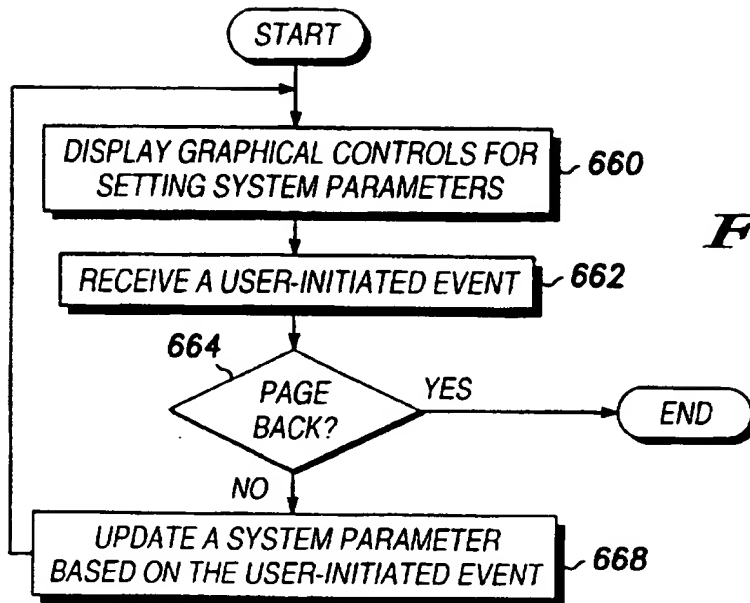 START
DISPLAY GRAPHICAL CONTROLS FOR
SETTING SYSTEM PARAMETERS
660
F
RECEIVE A USER-INITIATED EVENT
662
664
PAGE
BACK?
YES
END
NO
UPDATE A SYSTEM PARAMETER
BASED ON THE USER-INITIATED EVENT
668